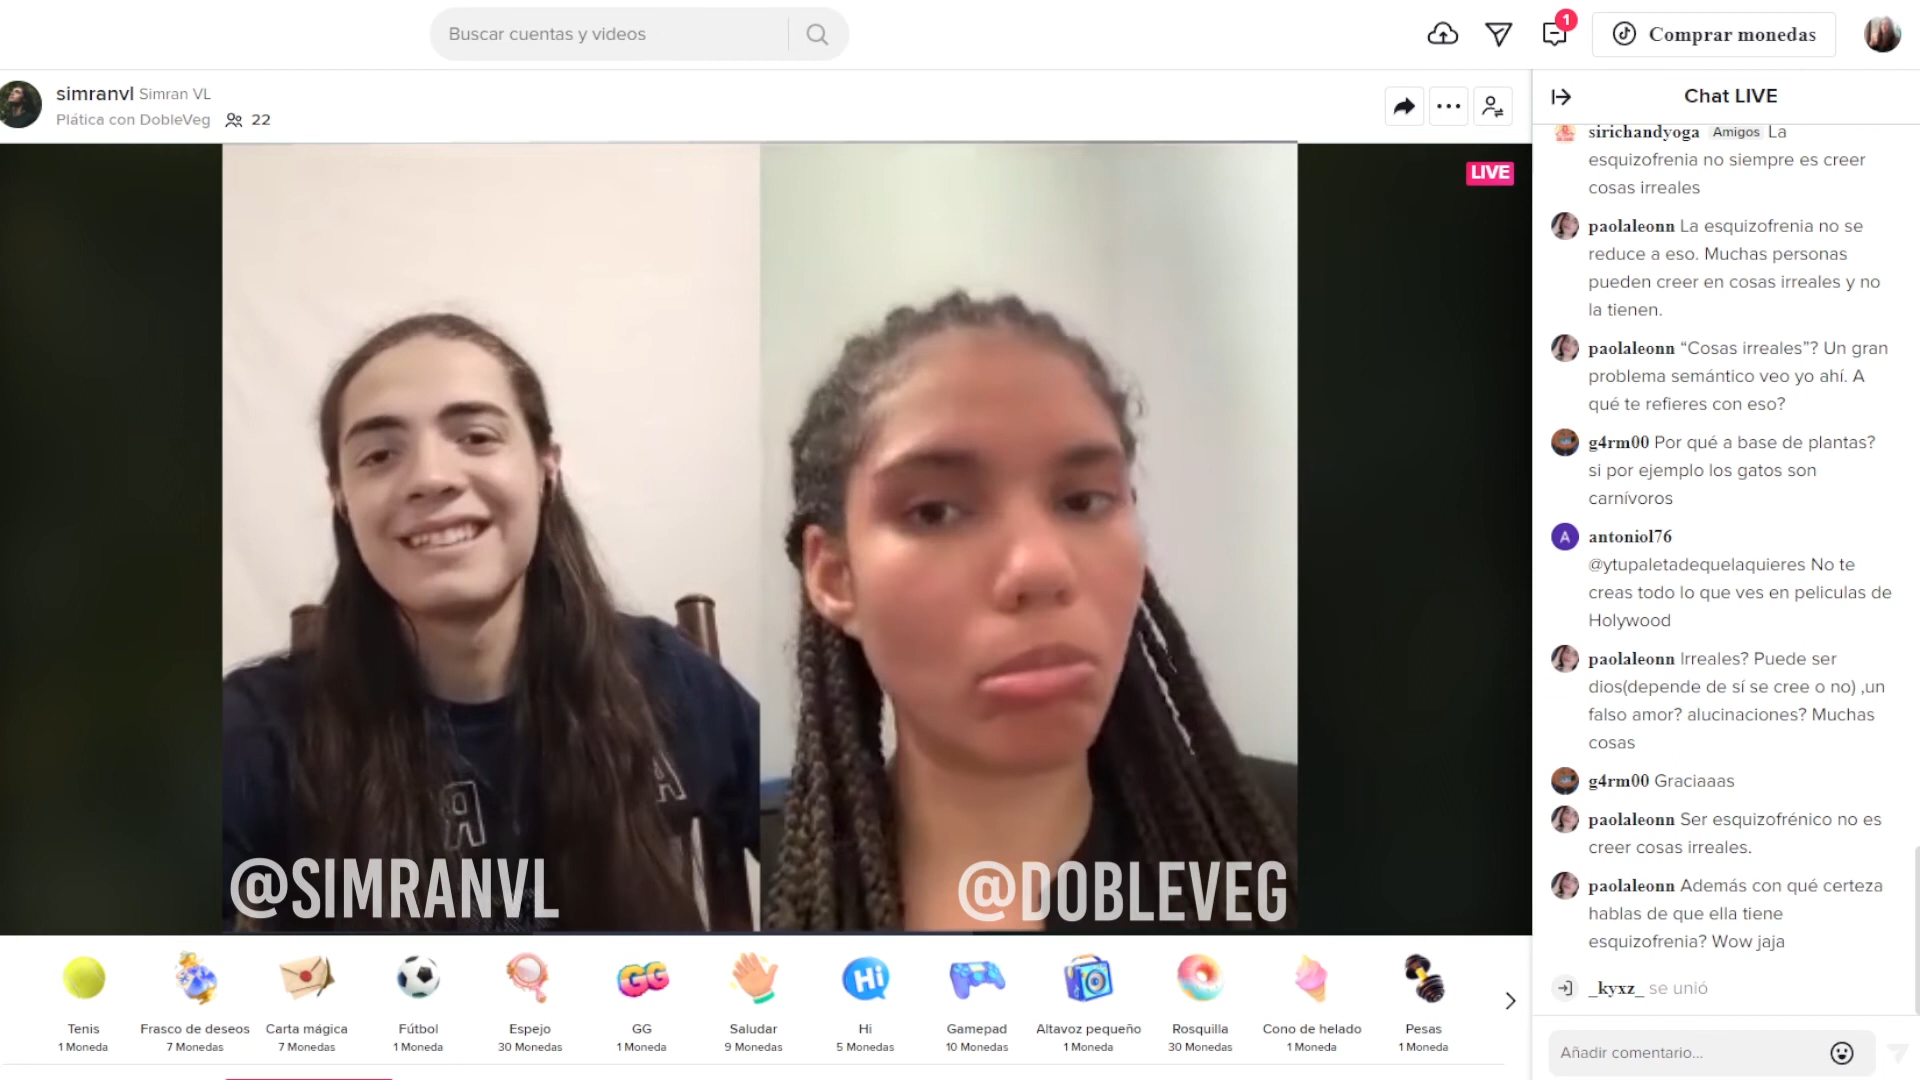 Buscar cuentas y videos
1
Comprar monedas
simranvl Simran VL
Plática con DobleVeg 22
LIVE
@SIMRANVL
@DOBLEVEG
GG
Hi
Tenis
1 Moneda
Frasco de deseos
7 Monedas
Carta mágica
7 Monedas
Fútbol
1 Moneda
Espejo
30 Monedas
GG
1 Moneda
Saludar
9 Monedas
Hi
5 Monedas
Gamepad
10 Monedas
Altavoz pequeño
1 Moneda
Rosquilla
30 Monedas
Cono de helado
1 Moneda
Pesas
1 Moneda
Chat LIVE
sirichandyoga Amigos La
esquizofrenia no siempre es creer
cosas irreales
paolaleonn La esquizofrenia no se
reduce a eso. Muchas personas
pueden creer en cosas irreales y no
la tienen.
paolaleonn “Cosas irreales”? Un gran
problema semántico veo yo ahí. A
qué te refieres con eso?
g4rm00 Por qué a base de plantas?
si por ejemplo los gatos son
carnívoros
A antoniol76
@ytupaletadequelaquieres No te
creas todo lo que ves en peliculas de
Holywood
paolaleonn Irreales? Puede ser
dios(depende de sí se cree o no) ,un
falso amor? alucinaciones? Muchas
cosas
g4rm00 Graciaaas
paolaleonn Ser esquizofrénico no es
creer cosas irreales.
paolaleonn Además con qué certeza
hablas de que ella tiene
esquizofrenia? Wow jaja
_kyxz_ se unió
Añadir comentario...